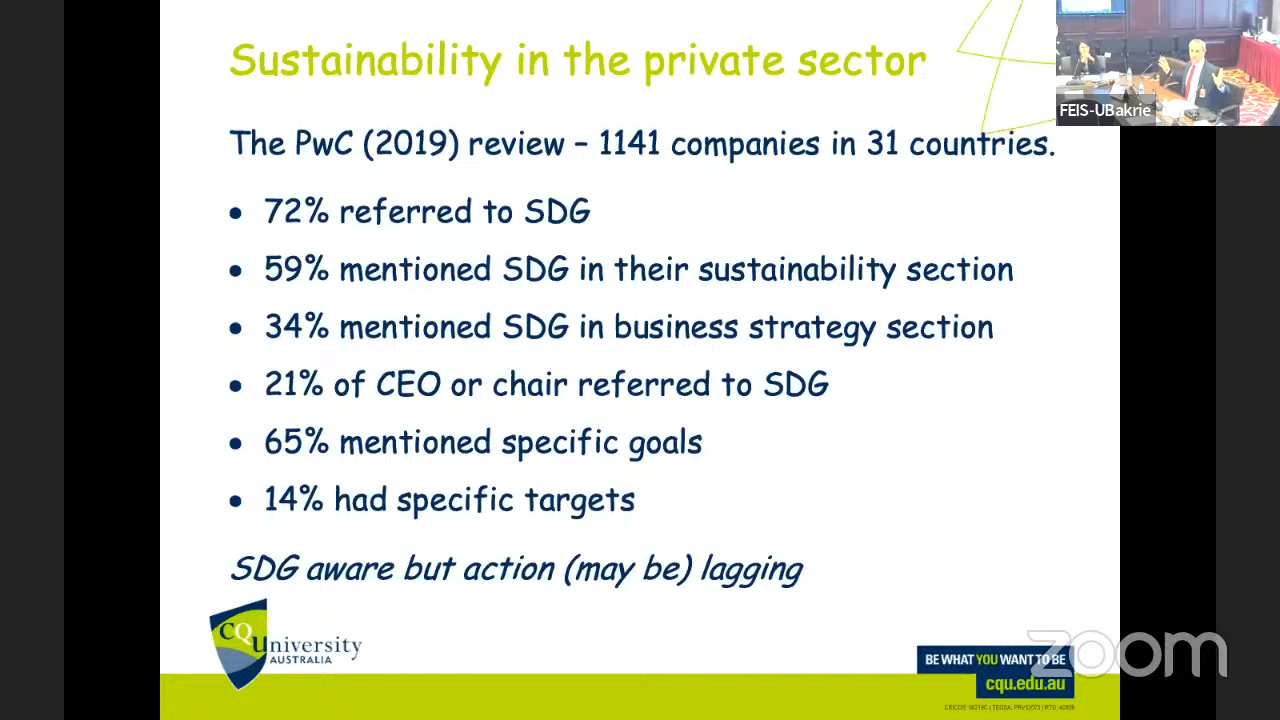 Sustainability in the private sector
FEIS-UBakrie
The PwC (2019) review – 1141 companies in 31 countries.
• 72% referred to SDG
• 59% mentioned SDG in their sustainability section
• 34% mentioned SDG in business strategy section
• 21% of CEO or chair referred to SDG
• 65% mentioned specific goals
• 14% had specific targets
SDG aware but action (may be) lagging
CQUniversity
AUSTRALIA
BE WHAT YOU WANT TO BE
cqu.edu.au
zoom